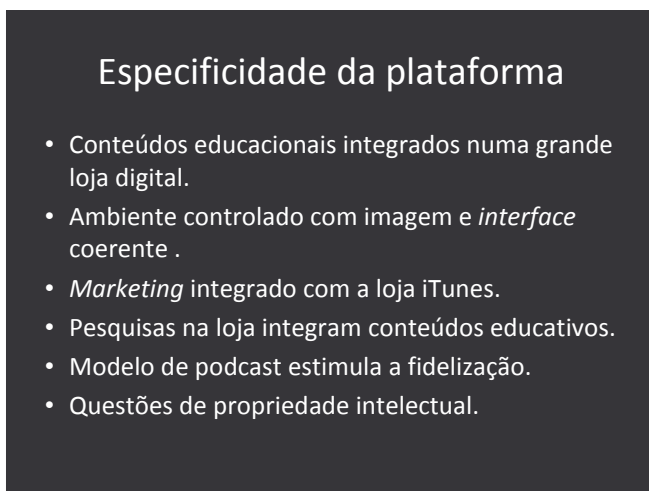 Especificidade da plataforma
• Conteúdos educacionais integrados numa grande
loja digital.
• Ambiente controlado com imagem e interface
coerente .
• Marketing integrado com a loja iTunes.
• Pesquisas na loja integram conteúdos educativos.
• Modelo de podcast estimula a fidelização.
• Questões de propriedade intelectual.